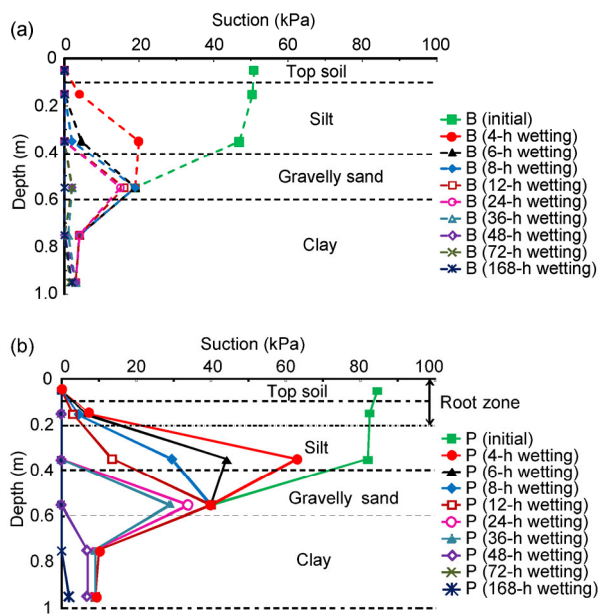 (a)
Suction (kPa)
0 20 40 60 80 100
0
0.2
0.4
0.6
0.8
1.0
Depth (m)
Top soil
Silt
Gravelly sand
Clay
B (initial)
B (4-h wetting)
B (6-h wetting)
B (8-h wetting)
B (12-h wetting)
B (24-h wetting)
B (36-h wetting)
B (48-h wetting)
B (72-h wetting)
B (168-h wetting)
(b)
Suction (kPa)
0 20 40 60 80 100
0
0.2
0.4
0.6
0.8
1
Depth (m)
Top soil
Root zone
Silt
Gravelly sand
Clay
P (initial)
P (4-h wetting)
P (6-h wetting)
P (8-h wetting)
P (12-h wetting)
P (24-h wetting)
P (36-h wetting)
P (48-h wetting)
P (72-h wetting)
P (168-h wetting)